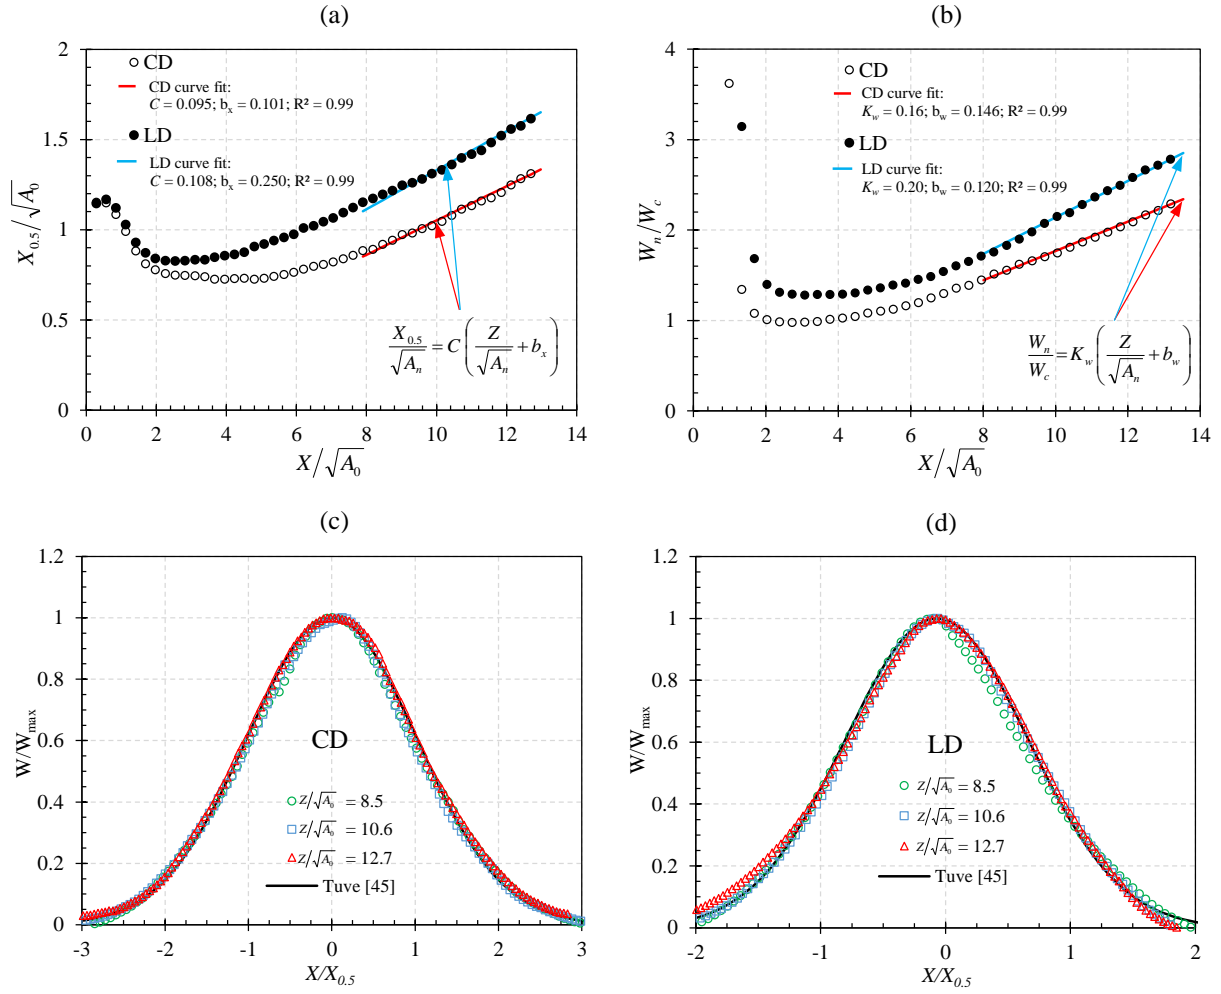 (a)
2
1.5
1
0.5
0
X_{0.5}/√A_0
CD
CD curve fit:
C = 0.095; b_x = 0.101; R² = 0.99
LD
LD curve fit:
C = 0.108; b_x = 0.250; R² = 0.99
X_{0.5}/√A_n = C(Z/√A_n + b_x)
0 2 4 6 8 10 12 14
X/√A_0
(b)
4
3
2
1
0
W_n/W_c
CD
CD curve fit:
K_w = 0.16; b_w = 0.146; R² = 0.99
LD
LD curve fit:
K_w = 0.20; b_w = 0.120; R² = 0.99
W_n/W_c = K_w(Z/√A_n + b_w)
0 2 4 6 8 10 12 14
X/√A_0
(c)
1.2
1
0.8
0.6
0.4
0.2
0
W/W_max
CD
Z/√A_0 = 8.5
Z/√A_0 = 10.6
Z/√A_0 = 12.7
Tuve [45]
-3 -2 -1 0 1 2 3
X/X_{0.5}
(d)
1.2
1
0.8
0.6
0.4
0.2
0
W/W_max
LD
Z/√A_0 = 8.5
Z/√A_0 = 10.6
Z/√A_0 = 12.7
Tuve [45]
-2 -1 0 1 2
X/X_{0.5}